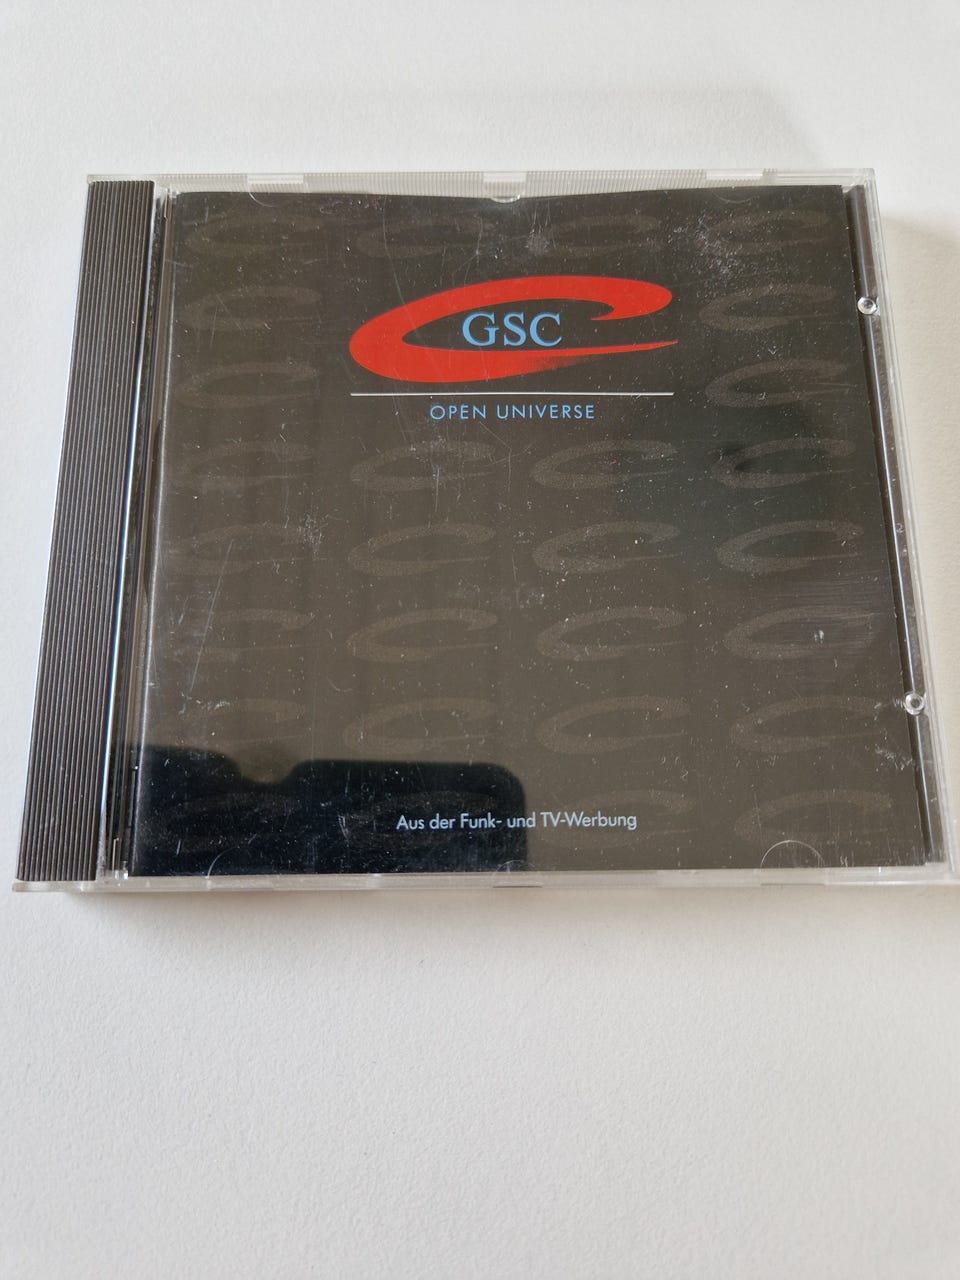 GSC
OPEN UNIVERSE
Aus der Funk- und TV-Werbung